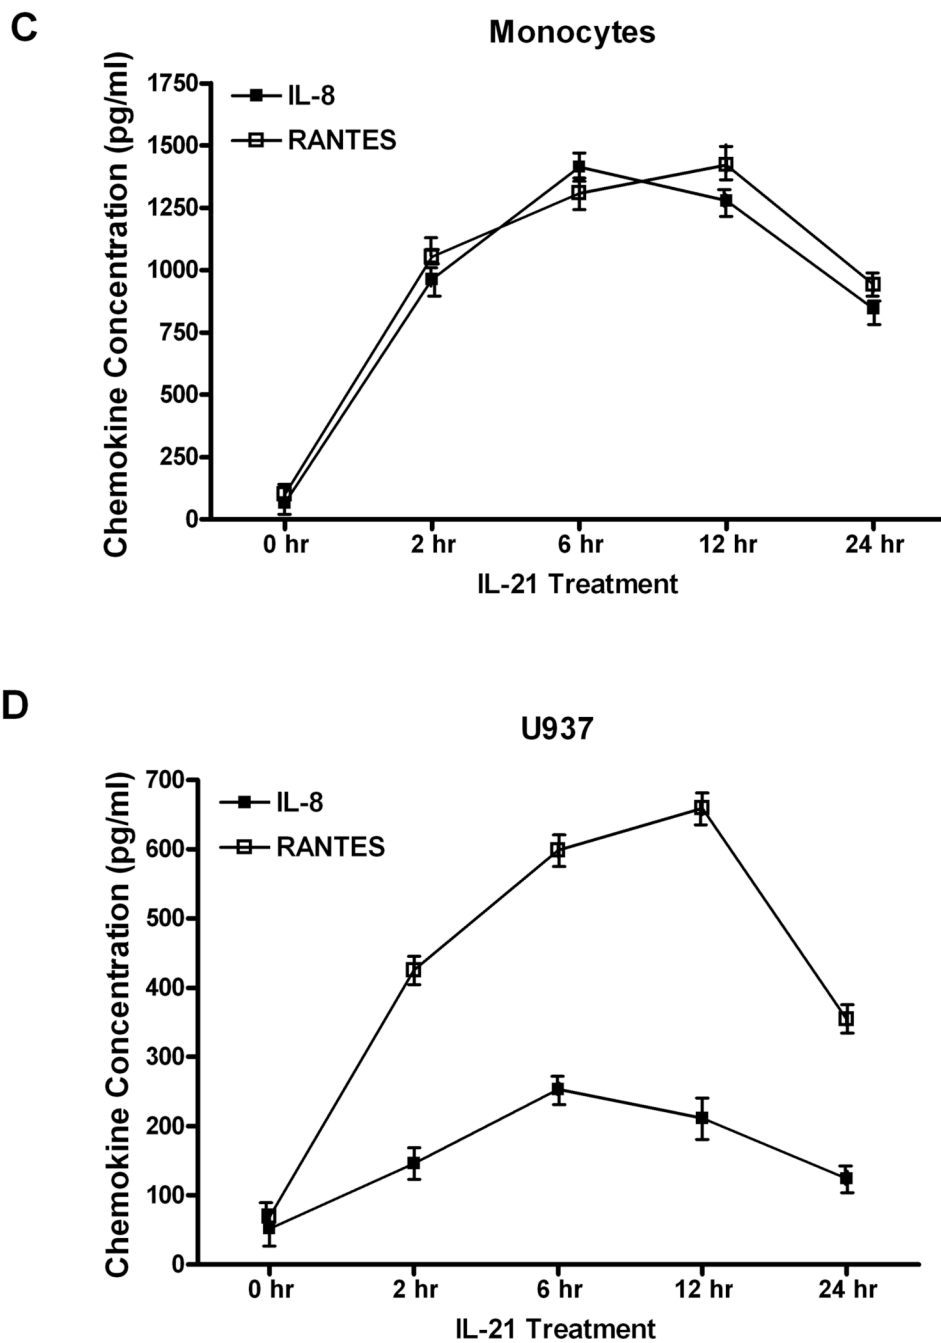 C
Monocytes
Chemokine Concentration (pg/ml)
1750
1500
1250
1000
750
500
250
0
IL-8
RANTES
0 hr
2 hr
6 hr
12 hr
24 hr
IL-21 Treatment
D
U937
Chemokine Concentration (pg/ml)
700
600
500
400
300
200
100
0
IL-8
RANTES
0 hr
2 hr
6 hr
12 hr
24 hr
IL-21 Treatment